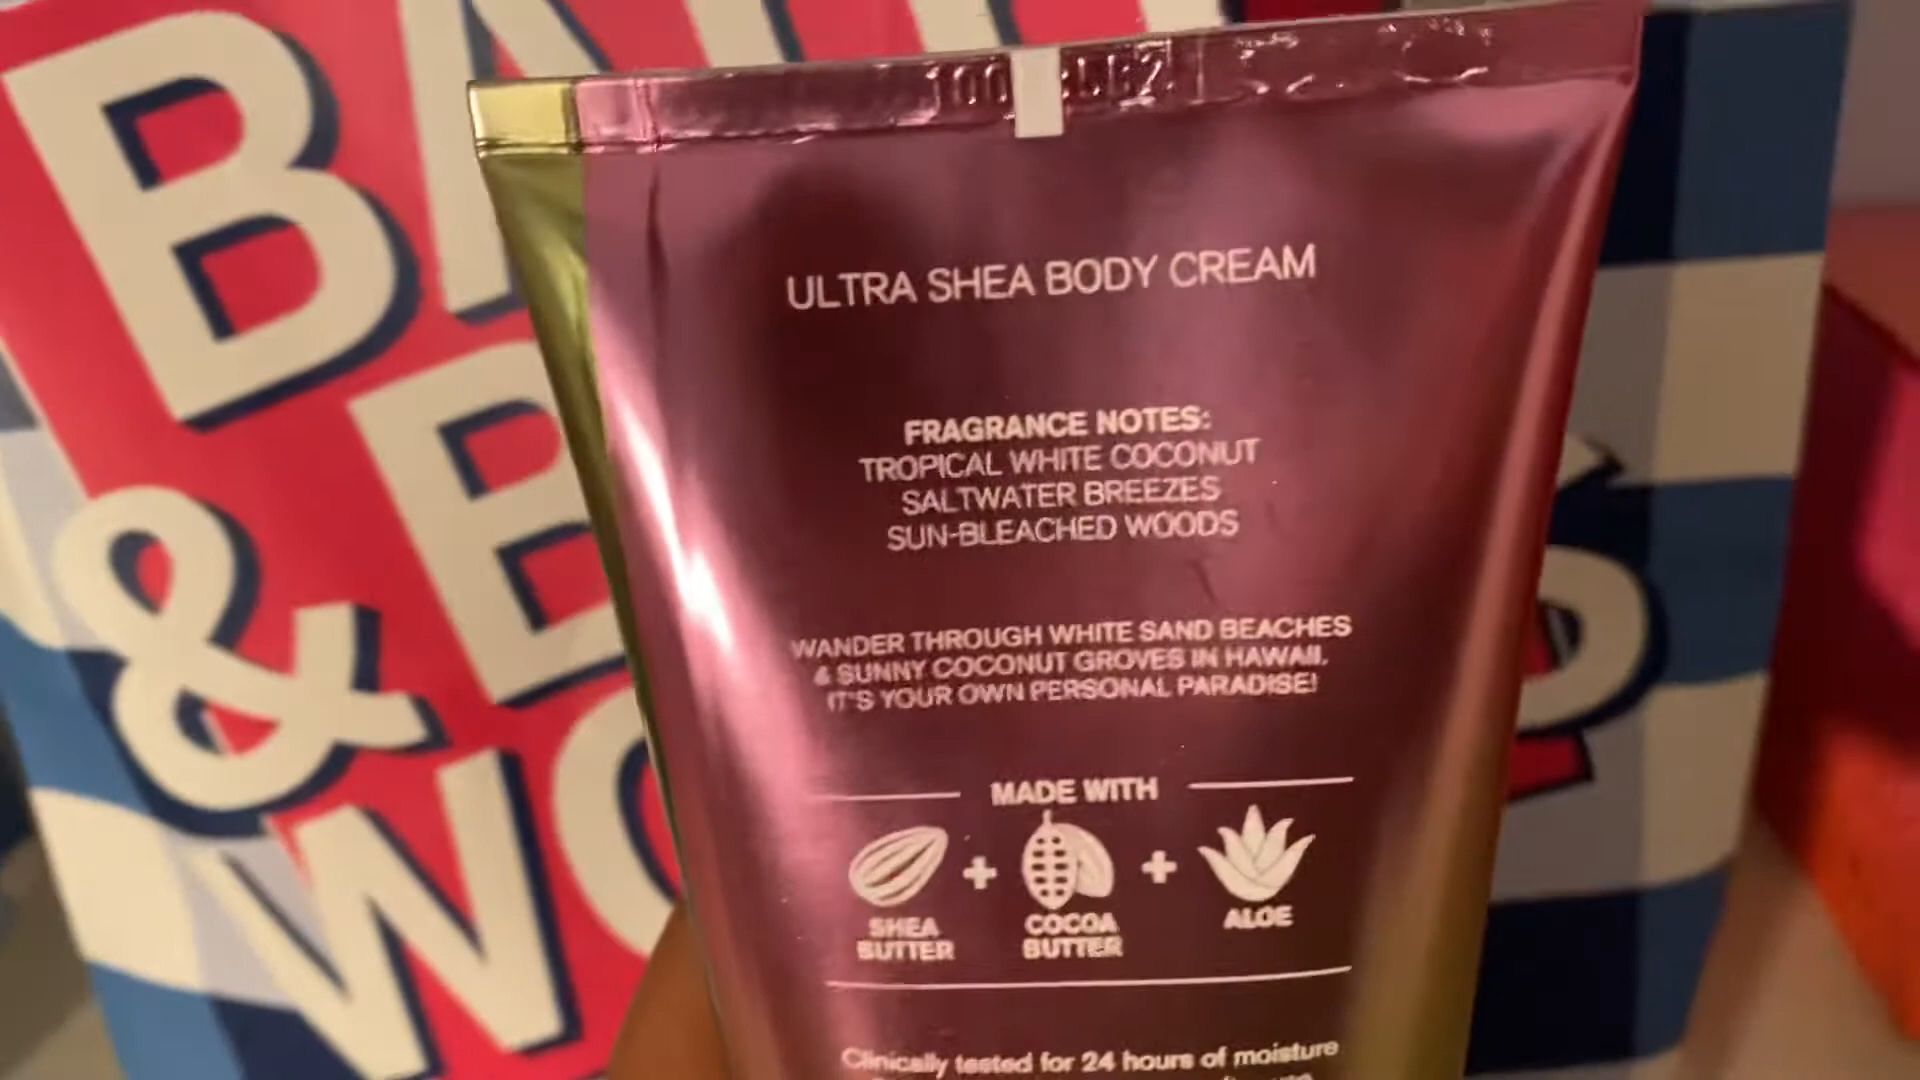 BA
& B
WO
ULTRA SHEA BODY CREAM
FRAGRANCE NOTES:
TROPICAL WHITE COCONUT
SALTWATER BREEZES
SUN-BLEACHED WOODS
WANDER THROUGH WHITE SAND BEACHES
& SUNNY COCONUT GROVES IN HAWAII.
IT'S YOUR OWN PERSONAL PARADISE!
MADE WITH
SHEA BUTTER + COCOA BUTTER + ALOE
Clinically tested for 24 hours of moisture